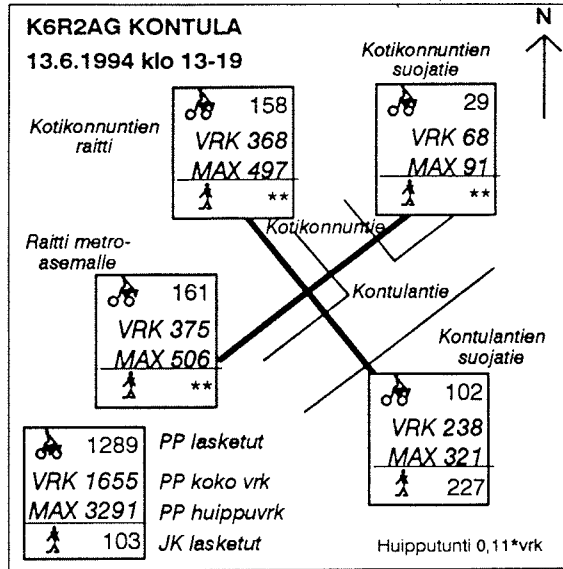 K6R2AG KONTULA
13.6.1994 klo 13-19
N
Kotikonnuntien
suojatie
Kotikonnuntien
raitti
158
VRK 368
MAX 497
**
29
VRK 68
MAX 91
**
Kotikonnuntie
Raitti metro-
asemalle
161
VRK 375
MAX 506
**
Kontulantie
Kontulantien
suojatie
102
VRK 238
MAX 321
227
1289 PP lasketut
VRK 1655 PP koko vrk
MAX 3291 PP huippuvrk
103 JK lasketut
Huipputunti 0,11*vrk